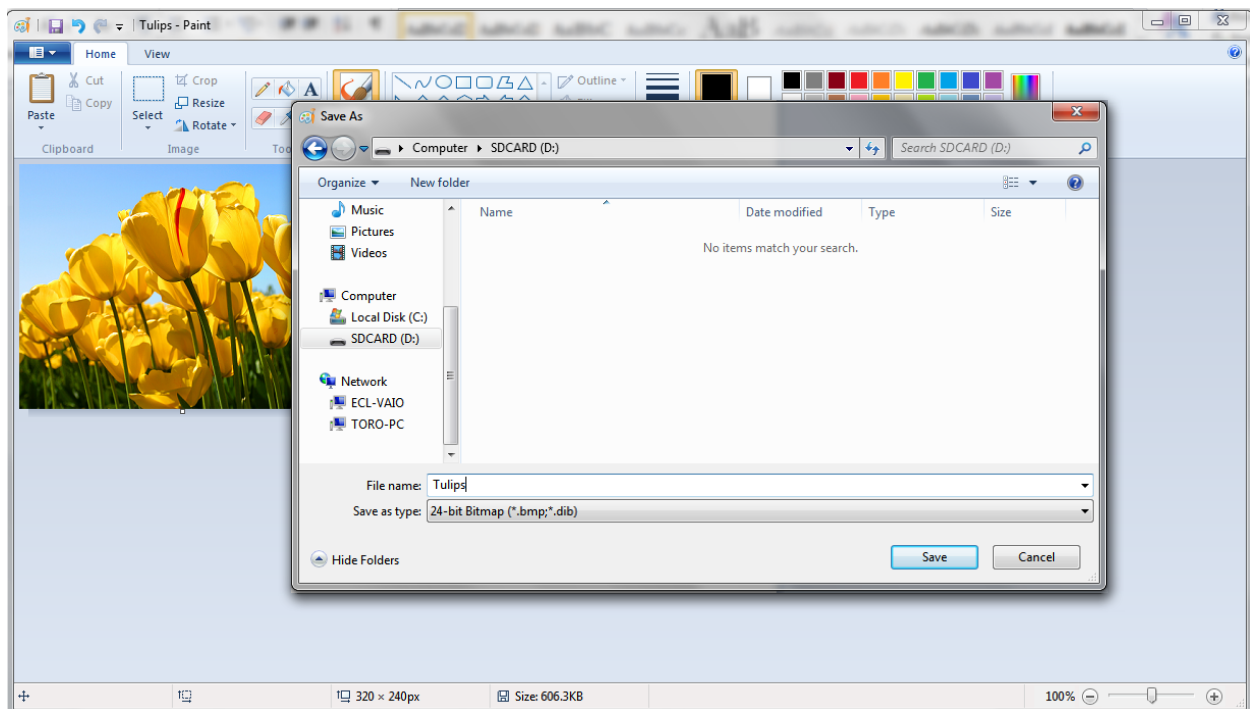 Tulips - Paint
Home View
Cut
Copy
Paste
Clipboard
Select
Crop
Resize
Rotate
Image
Too
A
Outline
Save As
Computer SDCARD (D:)
Search SDCARD (D:)
Organize New folder
Music
Pictures
Videos
Computer
Local Disk (C:)
SDCARD (D:)
Network
ECL-VAIO
TORO-PC
Name Date modified Type Size
No items match your search.
File name: Tulips
Save as type: 24-bit Bitmap (*.bmp;*.dib)
Hide Folders
Save Cancel
320 × 240px Size: 606.3KB 100%